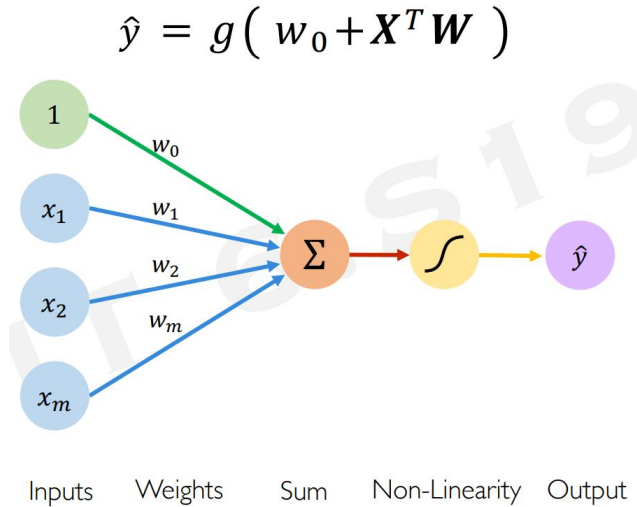 ŷ = g ( w₀ + XᵀW )
1
w₀
x₁
w₁
x₂
w₂
xₘ
wₘ
Σ
ŷ
Inputs Weights Sum Non-Linearity Output